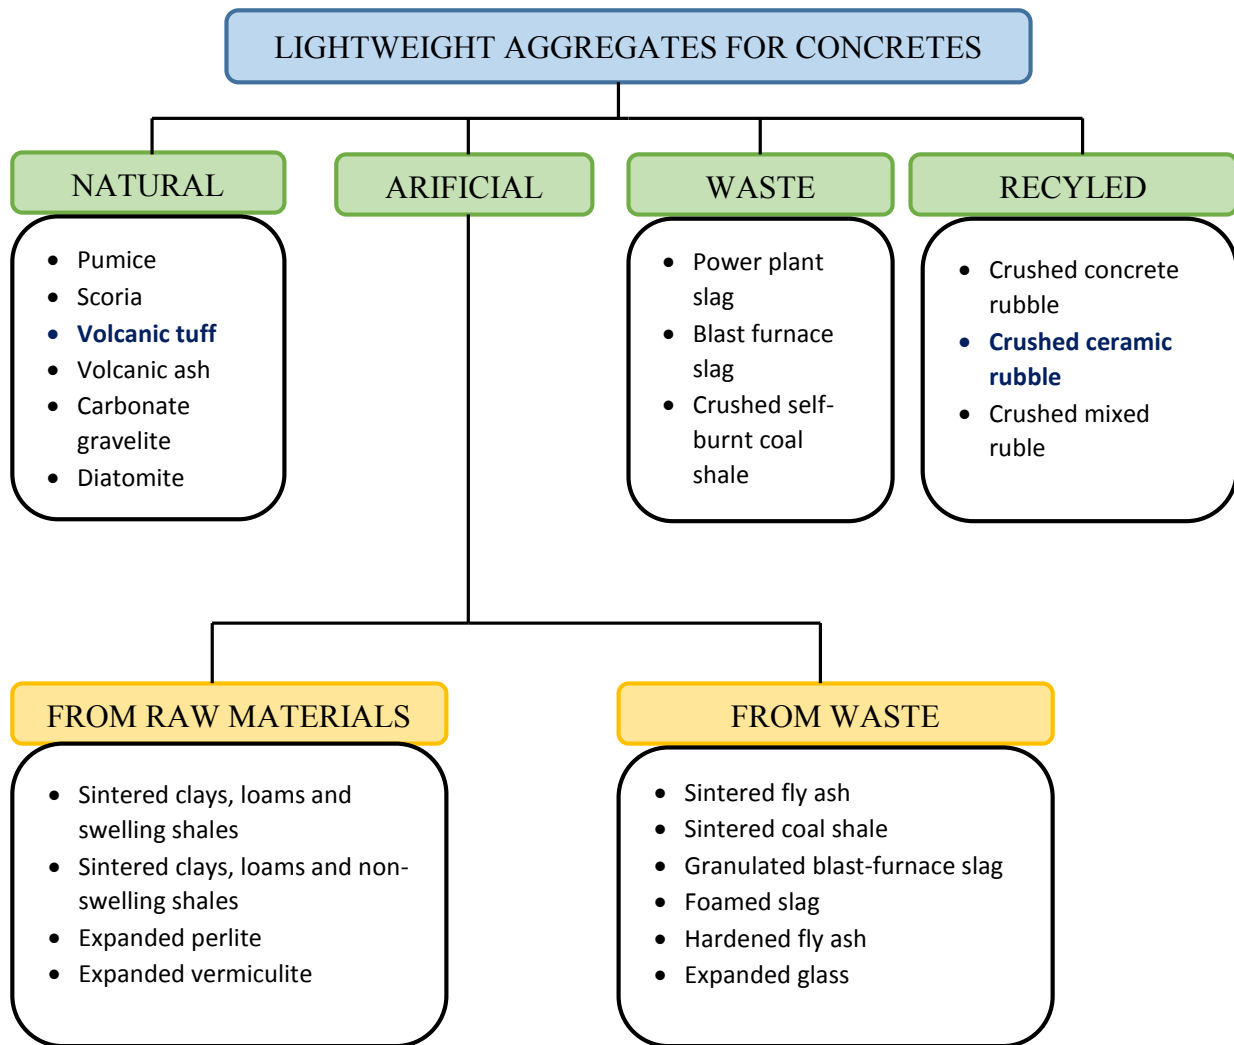 LIGHTWEIGHT AGGREGATES FOR CONCRETES
NATURAL
• Pumice
• Scoria
• Volcanic tuff
• Volcanic ash
• Carbonate
gravelite
• Diatomite
ARIFICIAL
WASTE
• Power plant
slag
• Blast furnace
slag
• Crushed self-
burnt coal
shale
RECYLED
• Crushed concrete
rubble
• Crushed ceramic
rubble
• Crushed mixed
ruble
FROM RAW MATERIALS
• Sintered clays, loams and
swelling shales
• Sintered clays, loams and non-
swelling shales
• Expanded perlite
• Expanded vermiculite
FROM WASTE
• Sintered fly ash
• Sintered coal shale
• Granulated blast-furnace slag
• Foamed slag
• Hardened fly ash
• Expanded glass